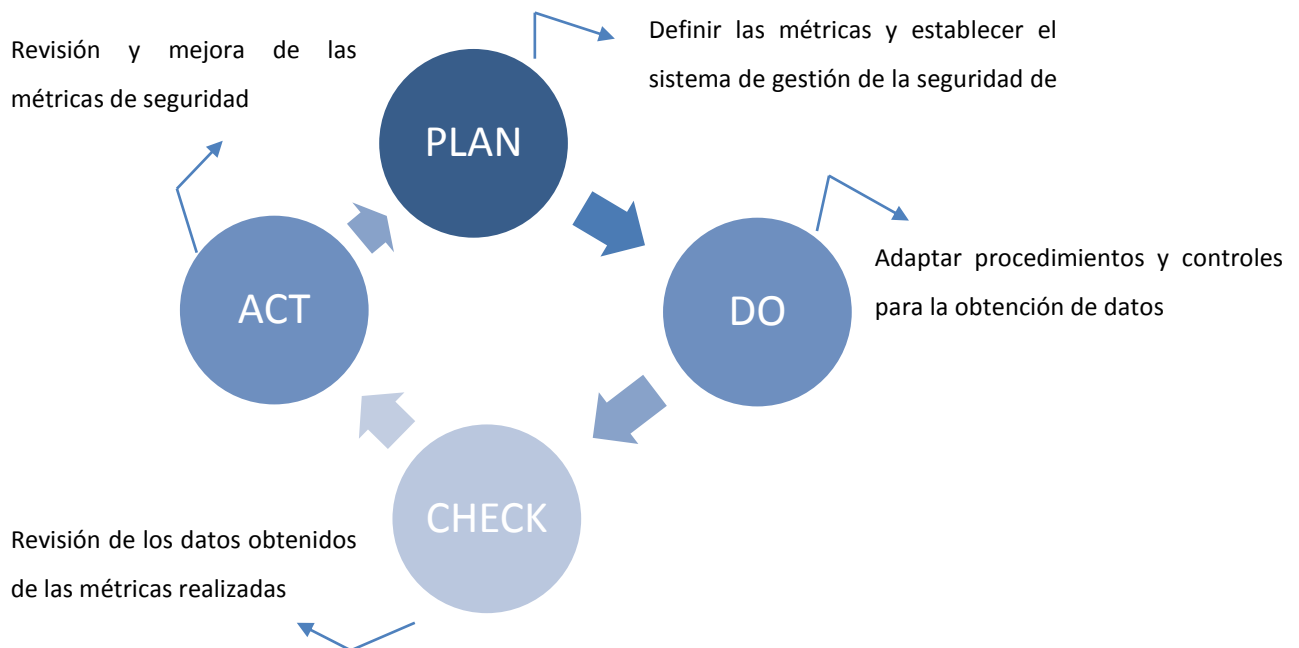 Revisión y mejora de las
métricas de seguridad
PLAN
Definir las métricas y establecer el
sistema de gestión de la seguridad de
ACT
DO
Adaptar procedimientos y controles
para la obtención de datos
CHECK
Revisión de los datos obtenidos
de las métricas realizadas